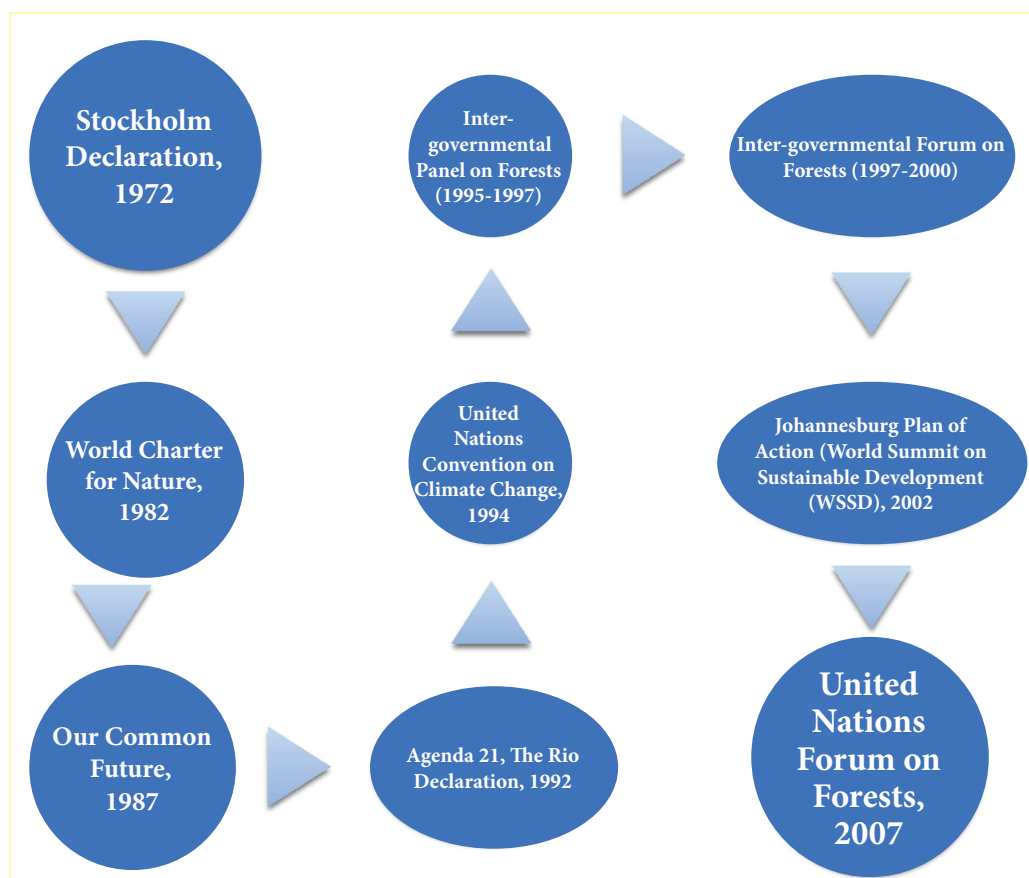 Stockholm
Declaration,
1972
World Charter
for Nature,
1982
Our Common
Future,
1987
Agenda 21, The Rio
Declaration, 1992
United
Nations
Convention on
Climate Change,
1994
Inter-
governmental
Panel on Forests
(1995-1997)
Inter-governmental Forum on
Forests (1997-2000)
Johannesburg Plan of
Action (World Summit on
Sustainable Development
(WSSD), 2002
United
Nations
Forum on
Forests,
2007